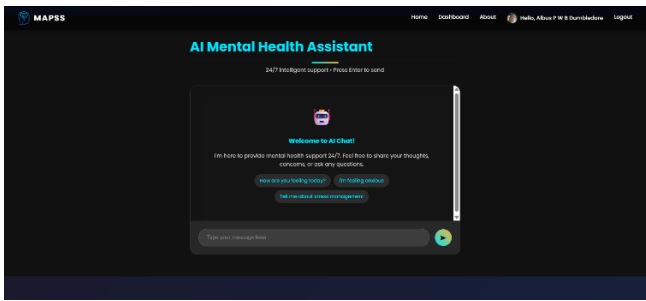 MAPSS
Home Dashboard About Hello, Albus P W B Dumbledore Logout
AI Mental Health Assistant
24/7 Intelligent support • Press Enter to send
Welcome to AI Chat!
I'm here to provide mental health support 24/7. Feel free to share your thoughts,
concerns, or ask any questions.
How are you feeling today? I'm feeling anxious
Tell me about stress management
Type your message here